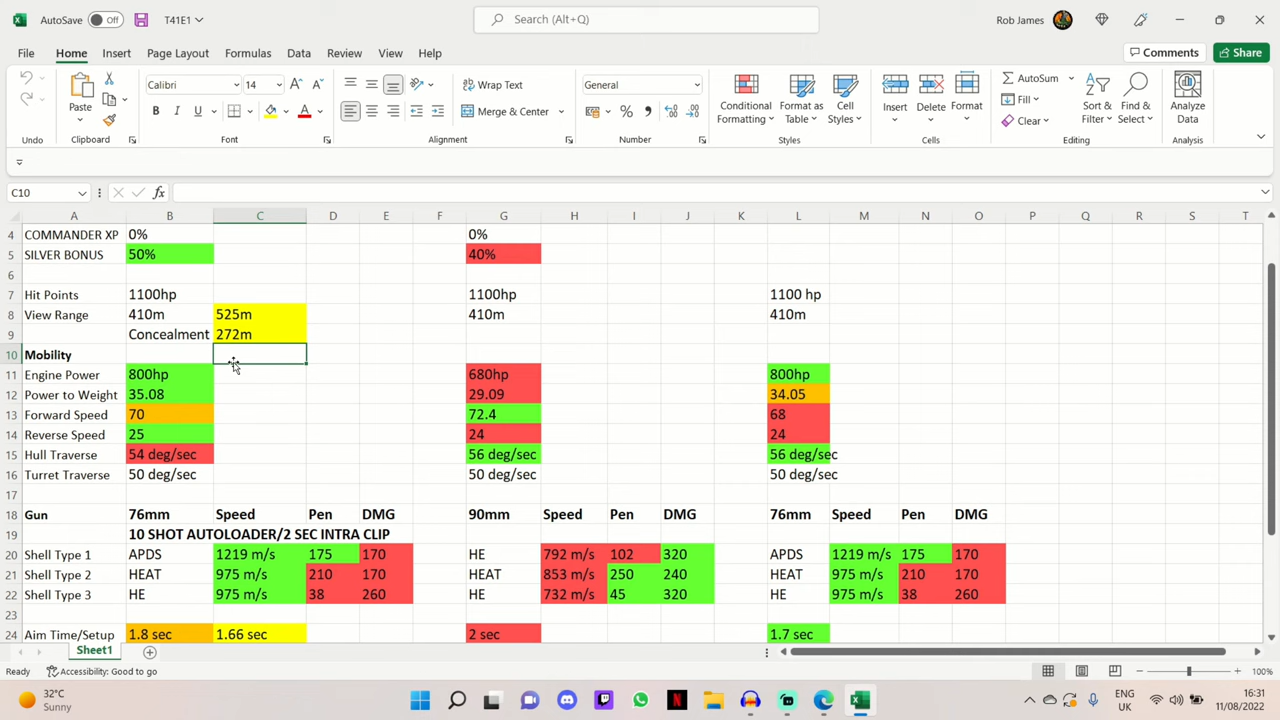 AutoSave Off T41E1 Search (Alt+Q) Rob James
File Home Insert Page Layout Formulas Data Review View Help Comments Share
Calibri 14 Wrap Text General AutoSum
Paste B I U Merge & Center Conditional Formatting Format as Table Cell Styles Insert Delete Format Fill Clear Sort & Filter Find & Select Analyze Data
Undo Clipboard Font Alignment Number Styles Cells Editing Analysis
C10 fx
A B C D E F G H I J K L M N O P Q R S T
4 COMMANDER XP 0% 0%
5 SILVER BONUS 50% 40%
6
7 Hit Points 1100hp 1100hp 1100 hp
8 View Range 410m 525m 410m 410m
9 Concealment 272m
10 Mobility
11 Engine Power 800hp 680hp 800hp
12 Power to Weight 35.08 29.09 34.05
13 Forward Speed 70 72.4 68
14 Reverse Speed 25 24 24
15 Hull Traverse 54 deg/sec 56 deg/sec 56 deg/sec
16 Turret Traverse 50 deg/sec 50 deg/sec 50 deg/sec
17
18 Gun 76mm Speed Pen DMG 90mm Speed Pen DMG 76mm Speed Pen DMG
19 10 SHOT AUTOLOADER/2 SEC INTRA CLIP
20 Shell Type 1 APDS 1219 m/s 175 170 HE 792 m/s 102 320 APDS 1219 m/s 175 170
21 Shell Type 2 HEAT 975 m/s 210 170 HEAT 853 m/s 250 240 HEAT 975 m/s 210 170
22 Shell Type 3 HE 975 m/s 38 260 HE 732 m/s 45 320 HE 975 m/s 38 260
23
24 Aim Time/Setup 1.8 sec 1.66 sec 2 sec 1.7 sec
Sheet1
Ready Accessibility: Good to go 100%
32°C
Sunny
ENG
UK
16:31
11/08/2022